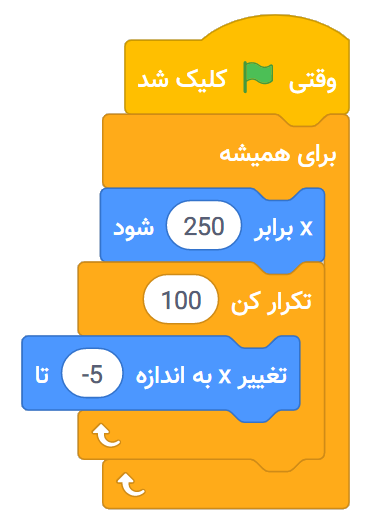 وقتی کلیک شد
برای همیشه
x برابر 250 شود
تکرار کن 100
تغییر x به اندازه -5 تا